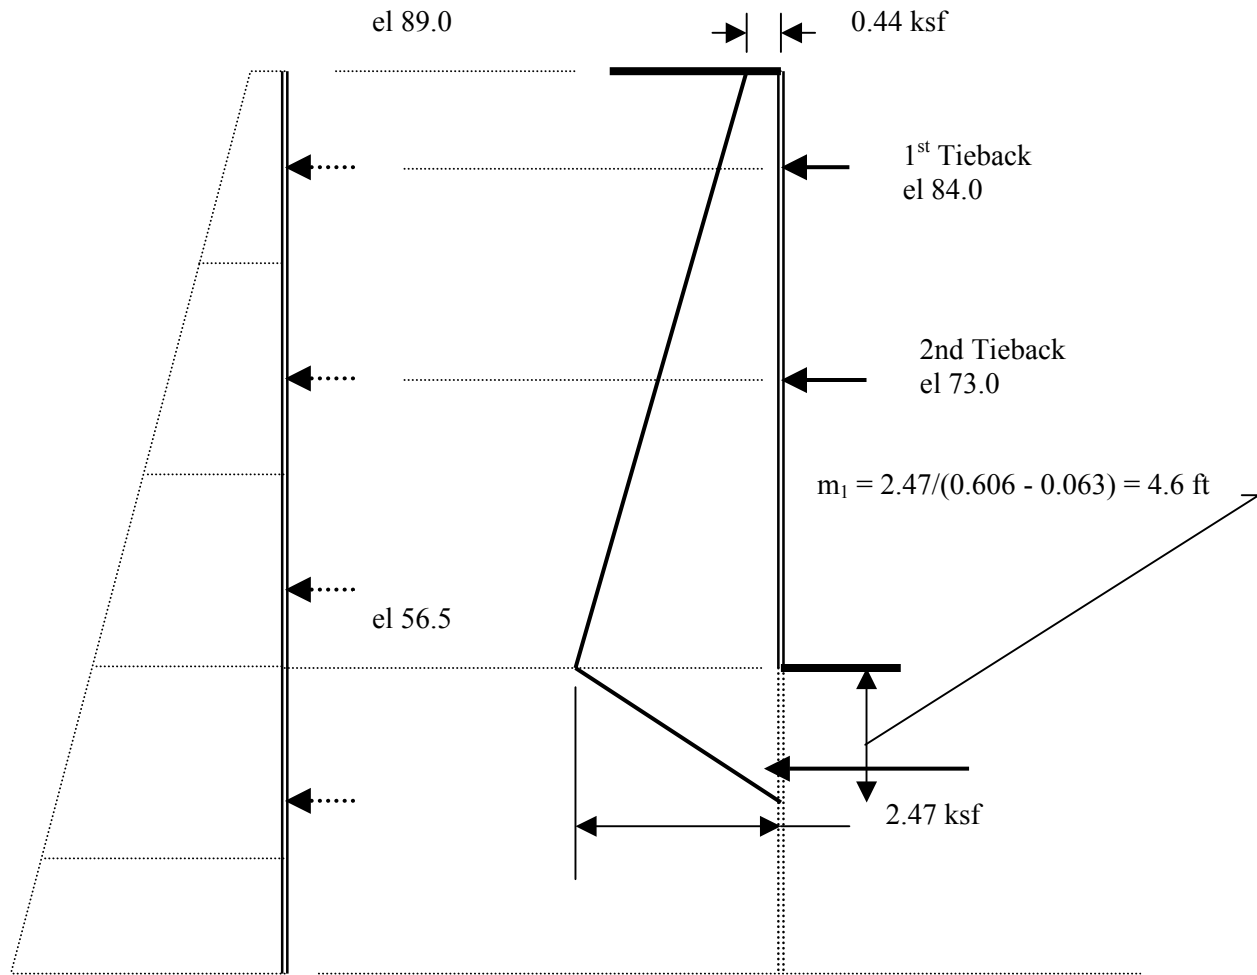 el 89.0
0.44 ksf
1st Tieback
el 84.0
2nd Tieback
el 73.0
m1 = 2.47/(0.606 - 0.063) = 4.6 ft
el 56.5
2.47 ksf